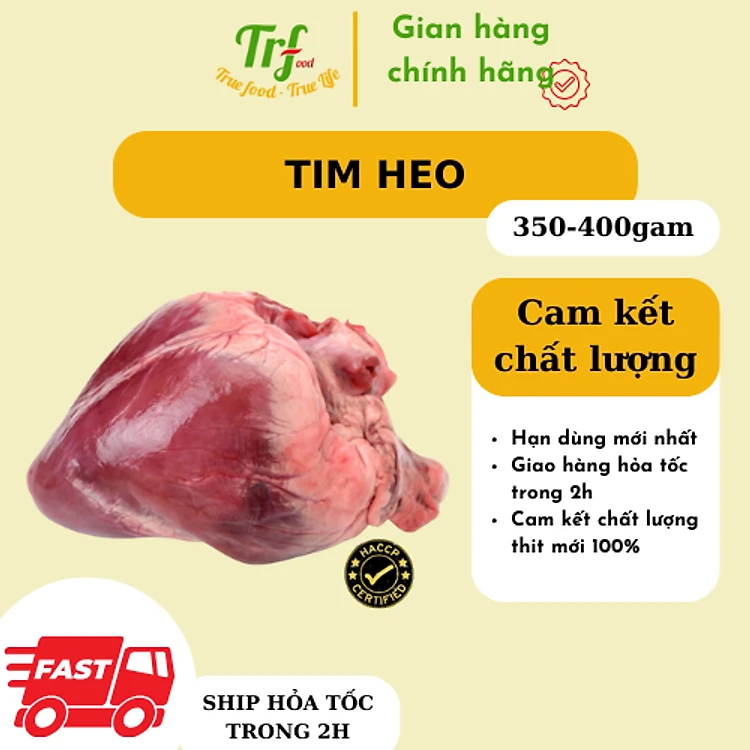 Trf
ood
True food - True Life
Gian hàng
chính hãng
TIM HEO
350-400gam
Cam kết
chất lượng
• Hạn dùng mới nhất
• Giao hàng hỏa tốc
trong 2h
• Cam kết chất lượng
thit mới 100%
HACCP
CERTIFIED
FAST
SHIP HỎA TỐC
TRONG 2H